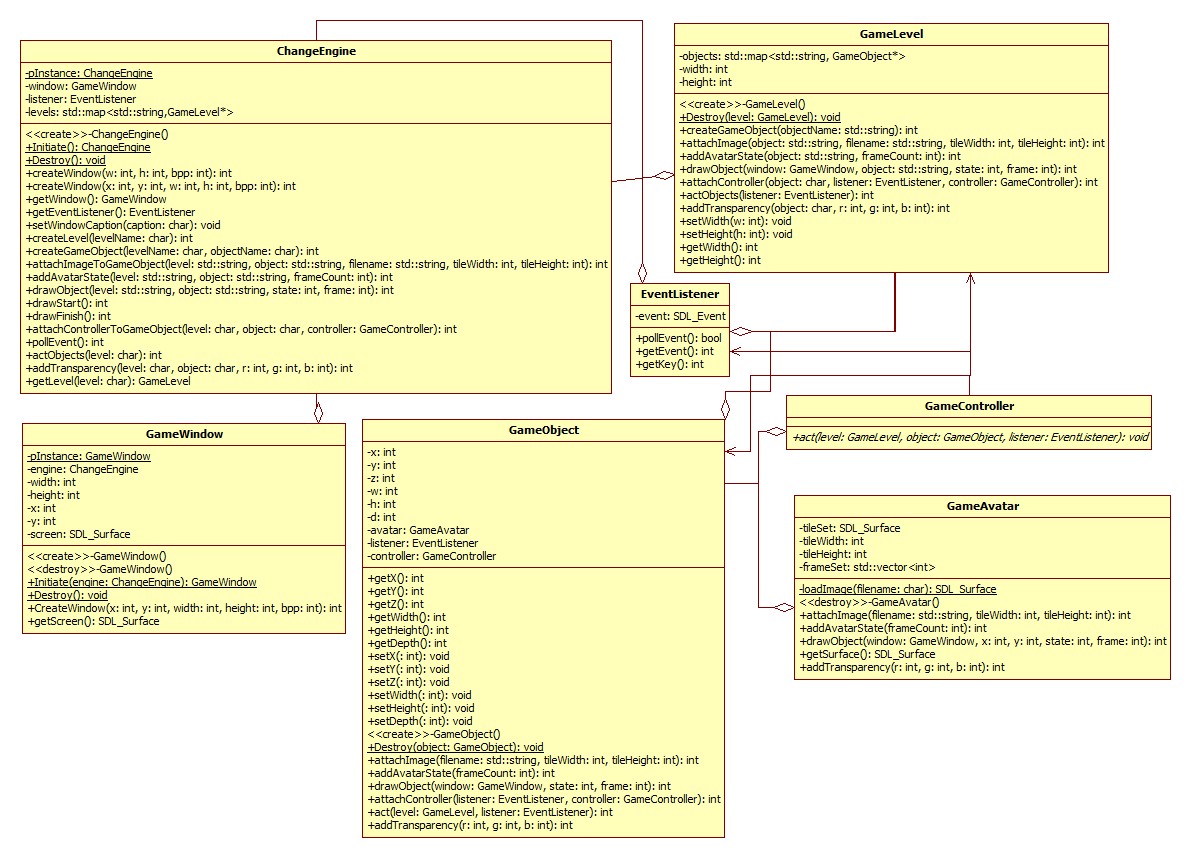 ChangeEngine
-pInstance: ChangeEngine
-window: GameWindow
-listener: EventListener
-levels: std::map<std::string,GameLevel*>
<<create>>-ChangeEngine()
+Initiate(): ChangeEngine
+Destroy(): void
+createWindow(w: int, h: int, bpp: int): int
+createWindow(x: int, y: int, w: int, h: int, bpp: int): int
+getWindow(): GameWindow
+getEventListener(): EventListener
+setWindowCaption(caption: char): void
+createLevel(levelName: char): int
+createGameObject(levelName: char, objectName: char): int
+attachImageToGameObject(level: std::string, object: std::string, filename: std::string, tileWidth: int, tileHeight: int): int
+addAvatarState(level: std::string, object: std::string, frameCount: int): int
+drawObject(level: std::string, object: std::string, state: int, frame: int): int
+drawStart(): int
+drawFinish(): int
+attachControllerToGameObject(level: char, object: char, controller: GameController): int
+pollEvent(): int
+actObjects(level: char): int
+addTransparency(level: char, object: char, r: int, g: int, b: int): int
+getLevel(level: char): GameLevel
GameLevel
-objects: std::map<std::string, GameObject*>
-width: int
-height: int
<<create>>-GameLevel()
+Destroy(level: GameLevel): void
+createGameObject(objectName: std::string): int
+attachImage(object: std::string, filename: std::string, tileWidth: int, tileHeight: int): int
+addAvatarState(object: std::string, frameCount: int): int
+drawObject(window: GameWindow, object: std::string, state: int, frame: int): int
+attachController(object: char, listener: EventListener, controller: GameController): int
+actObjects(listener: EventListener): int
+addTransparency(object: char, r: int, g: int, b: int): int
+setWidth(w: int): void
+setHeight(h: int): void
+getWidth(): int
+getHeight(): int
EventListener
-event: SDL_Event
+pollEvent(): bool
+getEvent(): int
+getKey(): int
GameWindow
-pInstance: GameWindow
-engine: ChangeEngine
-width: int
-height: int
-x: int
-y: int
-screen: SDL_Surface
<<create>>-GameWindow()
<<destroy>>-GameWindow()
+Initiate(engine: ChangeEngine): GameWindow
+Destroy(): void
+CreateWindow(x: int, y: int, width: int, height: int, bpp: int): int
+getScreen(): SDL_Surface
GameObject
-x: int
-y: int
-z: int
-w: int
-h: int
-d: int
-avatar: GameAvatar
-listener: EventListener
-controller: GameController
+getX(): int
+getY(): int
+getZ(): int
+getWidth(): int
+getHeight(): int
+getDepth(): int
+setX(: int): void
+setY(: int): void
+setZ(: int): void
+setWidth(: int): void
+setHeight(: int): void
+setDepth(: int): void
<<create>>-GameObject()
+Destroy(object: GameObject): void
+attachImage(filename: std::string, tileWidth: int, tileHeight: int): int
+addAvatarState(frameCount: int): int
+drawObject(window: GameWindow, state: int, frame: int): int
+attachController(listener: EventListener, controller: GameController): int
+act(level: GameLevel, listener: EventListener): int
+addTransparency(r: int, g: int, b: int): int
GameController
+act(level: GameLevel, object: GameObject, listener: EventListener): void
GameAvatar
-tileSet: SDL_Surface
-tileWidth: int
-tileHeight: int
-frameSet: std::vector<int>
-loadImage(filename: char): SDL_Surface
<<destroy>>-GameAvatar()
+attachImage(filename: std::string, tileWidth: int, tileHeight: int): int
+addAvatarState(frameCount: int): int
+drawObject(window: GameWindow, x: int, y: int, state: int, frame: int): int
+getSurface(): SDL_Surface
+addTransparency(r: int, g: int, b: int): int